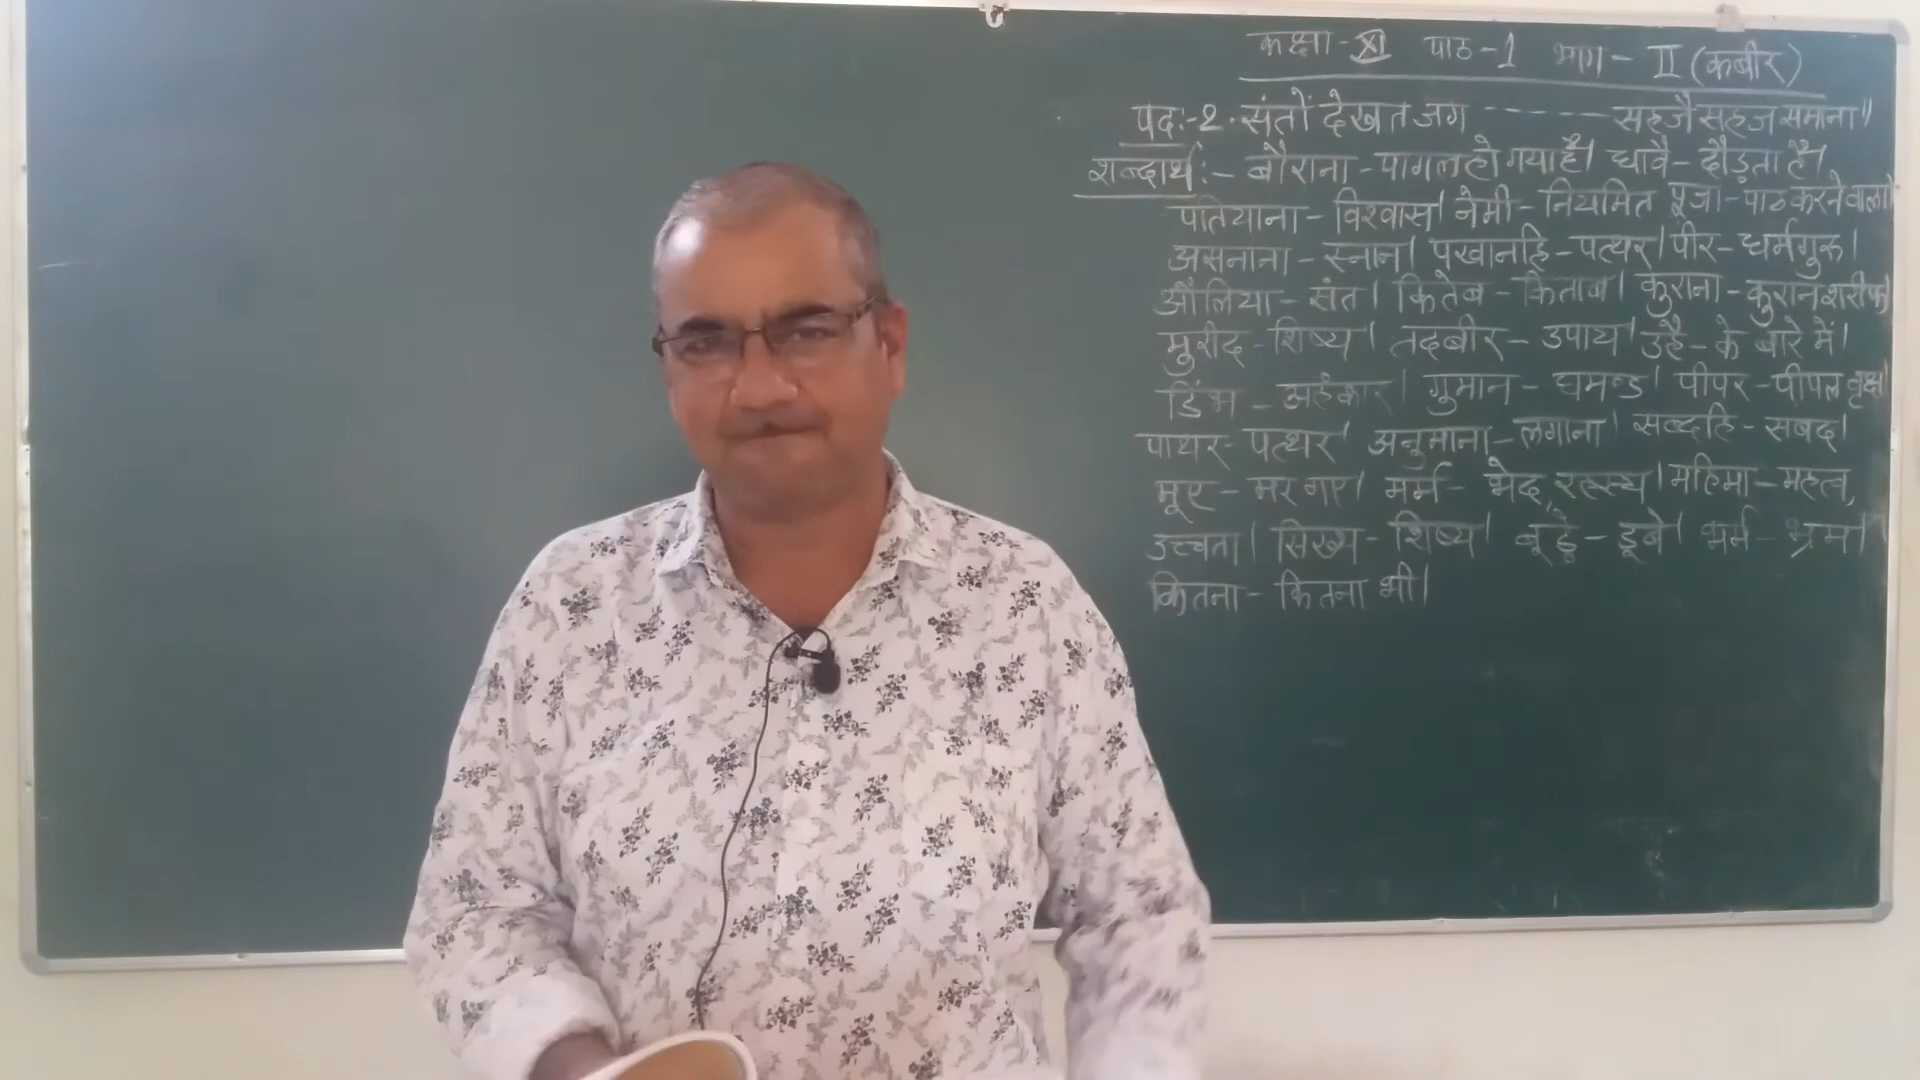 कक्षा - XI पाठ - 1 भाग - II (कबीर)
पद:-2. संतों देखत जग ----- सहजै सहज समाना॥
शब्दार्थ:- बौराना - पागल हो गया है। धावै - दौड़ता है।
पतियाना - विश्वास। नेमी - नियमित पूजा-पाठ करने वाला।
असनाना - स्नान। पखानहि - पत्थर। पीर - धर्मगुरू।
औलिया - संत। कितेब - किताब। कुराना - कुरानशरीफ।
मुरीद - शिष्य। तदबीर - उपाय। उहै - के बारे में।
डिंभ - अहंकार। गुमान - घमण्ड। पीपर - पीपल वृक्ष।
पाथर - पत्थर। अनुमाना - लगाना। सब्दहि - सबद।
मूए - मर गए। मर्म - भेद, रहस्य। महिमा - महत्व,
उच्चता। सिख्य - शिष्य। बूड़े - डूबे। भर्म - भ्रम।
कितना - कितना भी।